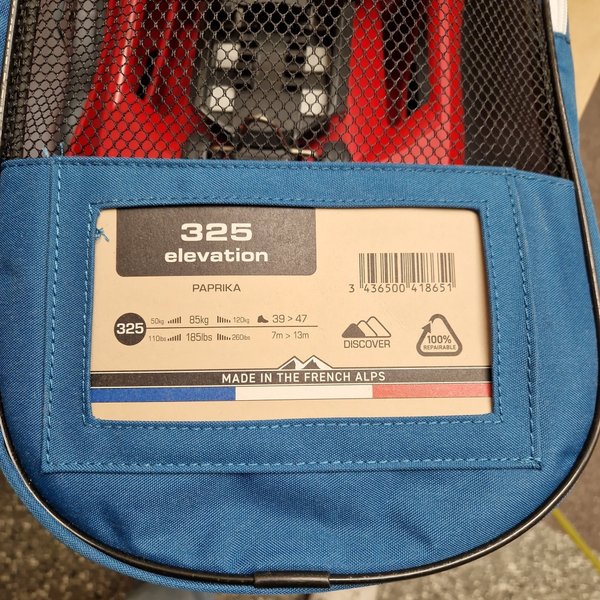 325
elevation
PAPRIKA
3 436500 418651
325 50kg 85kg 120kg 39 > 47
110lbs 185lbs 260lbs 7m > 13m
DISCOVER
100%
REPAIRABLE
MADE IN THE FRENCH ALPS